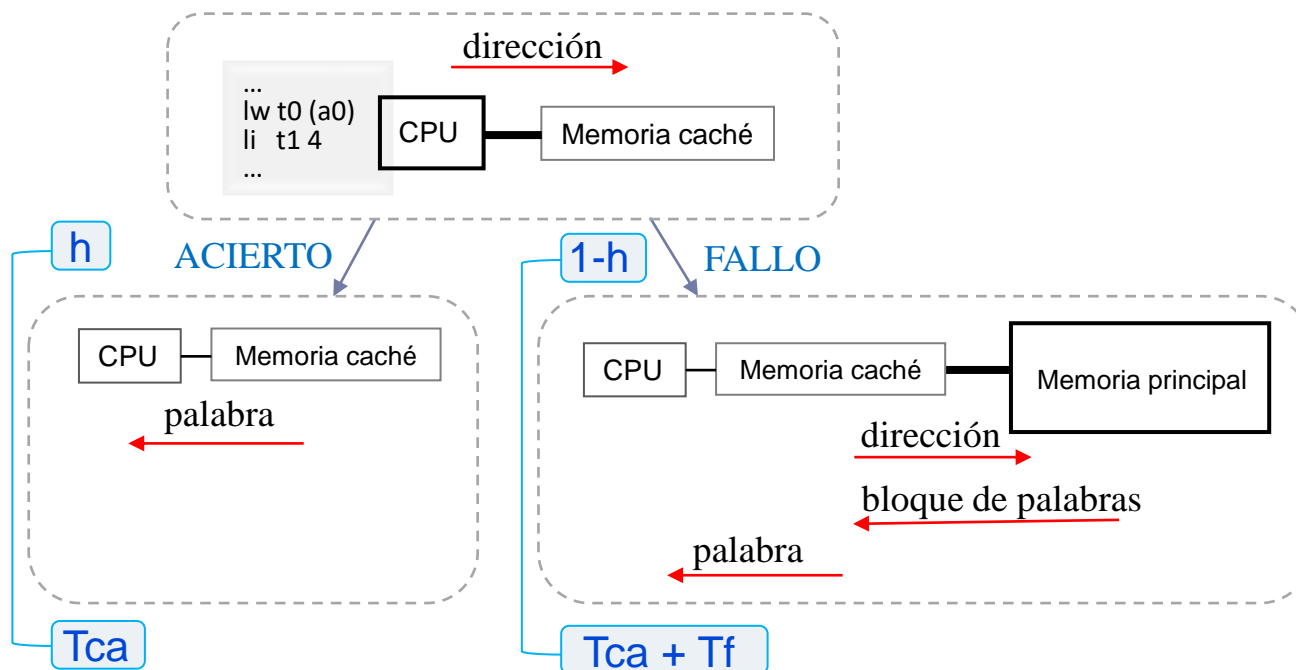 dirección
...
lw t0 (a0)
li t1 4
...
CPU
Memoria caché
h
ACIERTO
1-h
FALLO
CPU
Memoria caché
palabra
Tca
CPU
Memoria caché
Memoria principal
dirección
bloque de palabras
palabra
Tca + Tf